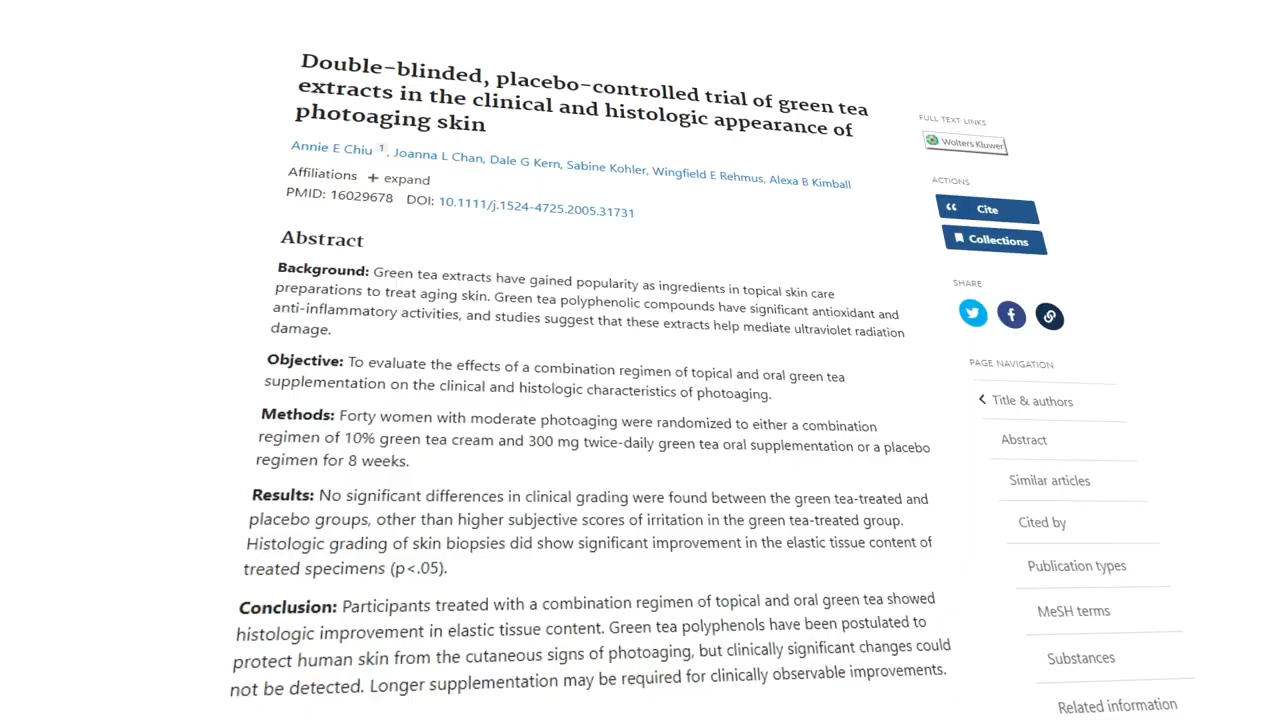 Double-blinded, placebo-controlled trial of green tea
extracts in the clinical and histologic appearance of
photoaging skin
Annie E Chiu 1, Joanna L Chan, Dale G Kern, Sabine Kohler, Wingfield E Rehmus, Alexa B Kimball
Affiliations + expand
PMID: 16029678 DOI: 10.1111/j.1524-4725.2005.31731
Abstract
Background: Green tea extracts have gained popularity as ingredients in topical skin care
preparations to treat aging skin. Green tea polyphenolic compounds have significant antioxidant and
anti-inflammatory activities, and studies suggest that these extracts help mediate ultraviolet radiation
damage.
Objective: To evaluate the effects of a combination regimen of topical and oral green tea
supplementation on the clinical and histologic characteristics of photoaging.
Methods: Forty women with moderate photoaging were randomized to either a combination
regimen of 10% green tea cream and 300 mg twice-daily green tea oral supplementation or a placebo
regimen for 8 weeks.
Results: No significant differences in clinical grading were found between the green tea-treated and
placebo groups, other than higher subjective scores of irritation in the green tea-treated group.
Histologic grading of skin biopsies did show significant improvement in the elastic tissue content of
treated specimens (p<.05).
Conclusion: Participants treated with a combination regimen of topical and oral green tea showed
histologic improvement in elastic tissue content. Green tea polyphenols have been postulated to
protect human skin from the cutaneous signs of photoaging, but clinically significant changes could
not be detected. Longer supplementation may be required for clinically observable improvements.
FULL TEXT LINKS
Wolters Kluwer
ACTIONS
Cite
Collections
SHARE
PAGE NAVIGATION
Title & authors
Abstract
Similar articles
Cited by
Publication types
MeSH terms
Substances
Related information